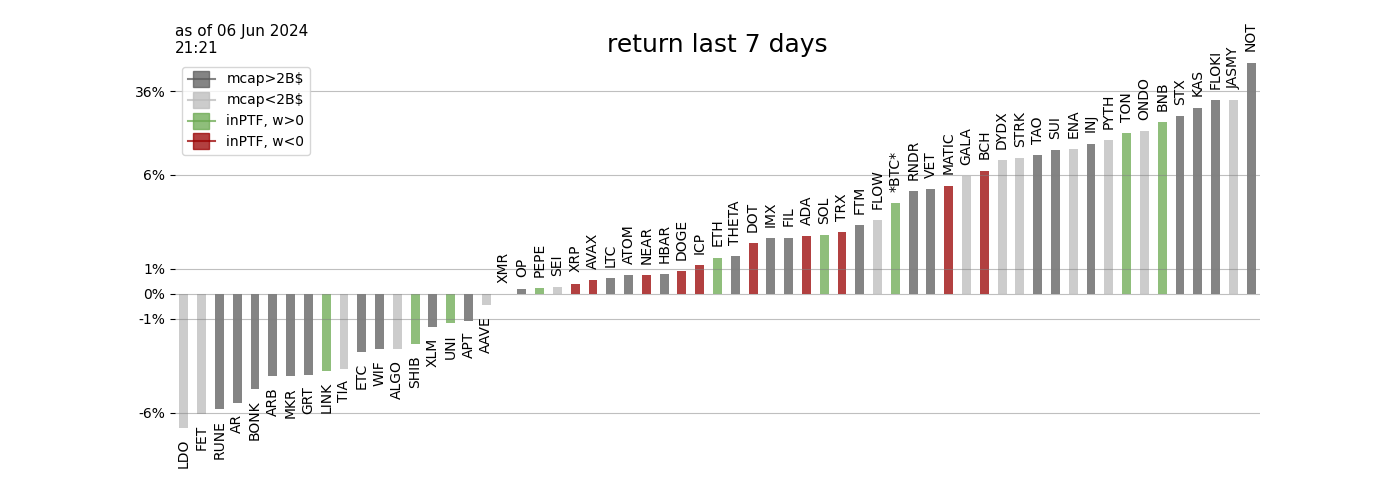 as of 06 Jun 2024
21:21
return last 7 days
mcap>2B$
mcap<2B$
inPTF, w>0
inPTF, w<0
36%
6%
1%
0%
-1%
-6%
LDO
FET
RUNE
AR
BONK
ARB
MKR
GRT
LINK
TIA
ETC
WIF
ALGO
SHIB
XLM
UNI
APT
AAVE
XMR
OP
PEPE
SEI
XRP
AVAX
LTC
ATOM
NEAR
HBAR
DOGE
ICP
ETH
THETA
DOT
IMX
FIL
ADA
SOL
TRX
FTM
FLOW
*BTC*
RNDR
VET
MATIC
GALA
BCH
DYDX
STRK
TAO
SUI
ENA
INJ
PYTH
TON
ONDO
BNB
STX
KAS
FLOKI
JASMY
NOT